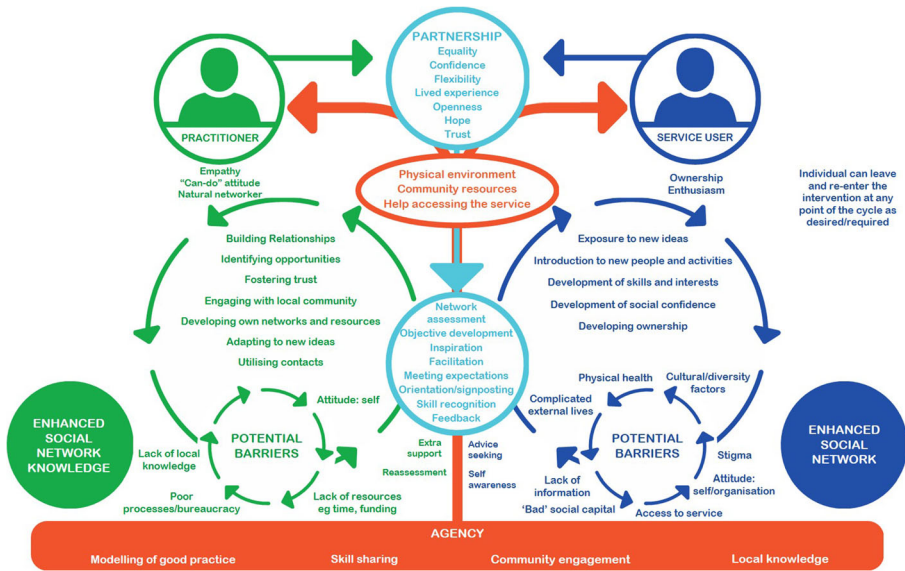 PARTNERSHIP
Equality
Confidence
Flexibility
Lived experience
Openness
Hope
Trust
PRACTITIONER
SERVICE USER
Empathy
“Can-do” attitude
Natural networker
Physical environment
Community resources
Help accessing the service
Ownership
Enthusiasm
Individual can leave
and re-enter the
intervention at any
point of the cycle as
desired/required
Building Relationships
Identifying opportunities
Fostering trust
Engaging with local community
Developing own networks and resources
Adapting to new ideas
Utilising contacts
Exposure to new ideas
Introduction to new people and activities
Development of skills and interests
Development of social confidence
Developing ownership
Network
assessment
Objective development
Inspiration
Facilitation
Meeting expectations
Orientation/signposting
Skill recognition
Feedback
ENHANCED
SOCIAL
NETWORK
KNOWLEDGE
POTENTIAL
BARRIERS
Attitude: self
Lack of local
knowledge
Poor
processes/bureaucracy
Lack of resources
eg time, funding
Extra
support
Reassessment
Advice
seeking
Self
awareness
Physical health
Cultural/diversity
factors
Complicated
external lives
POTENTIAL
BARRIERS
Stigma
Attitude:
self/organisation
Lack of
information
‘Bad’ social capital
Access to service
ENHANCED
SOCIAL
NETWORK
AGENCY
Modelling of good practice
Skill sharing
Community engagement
Local knowledge